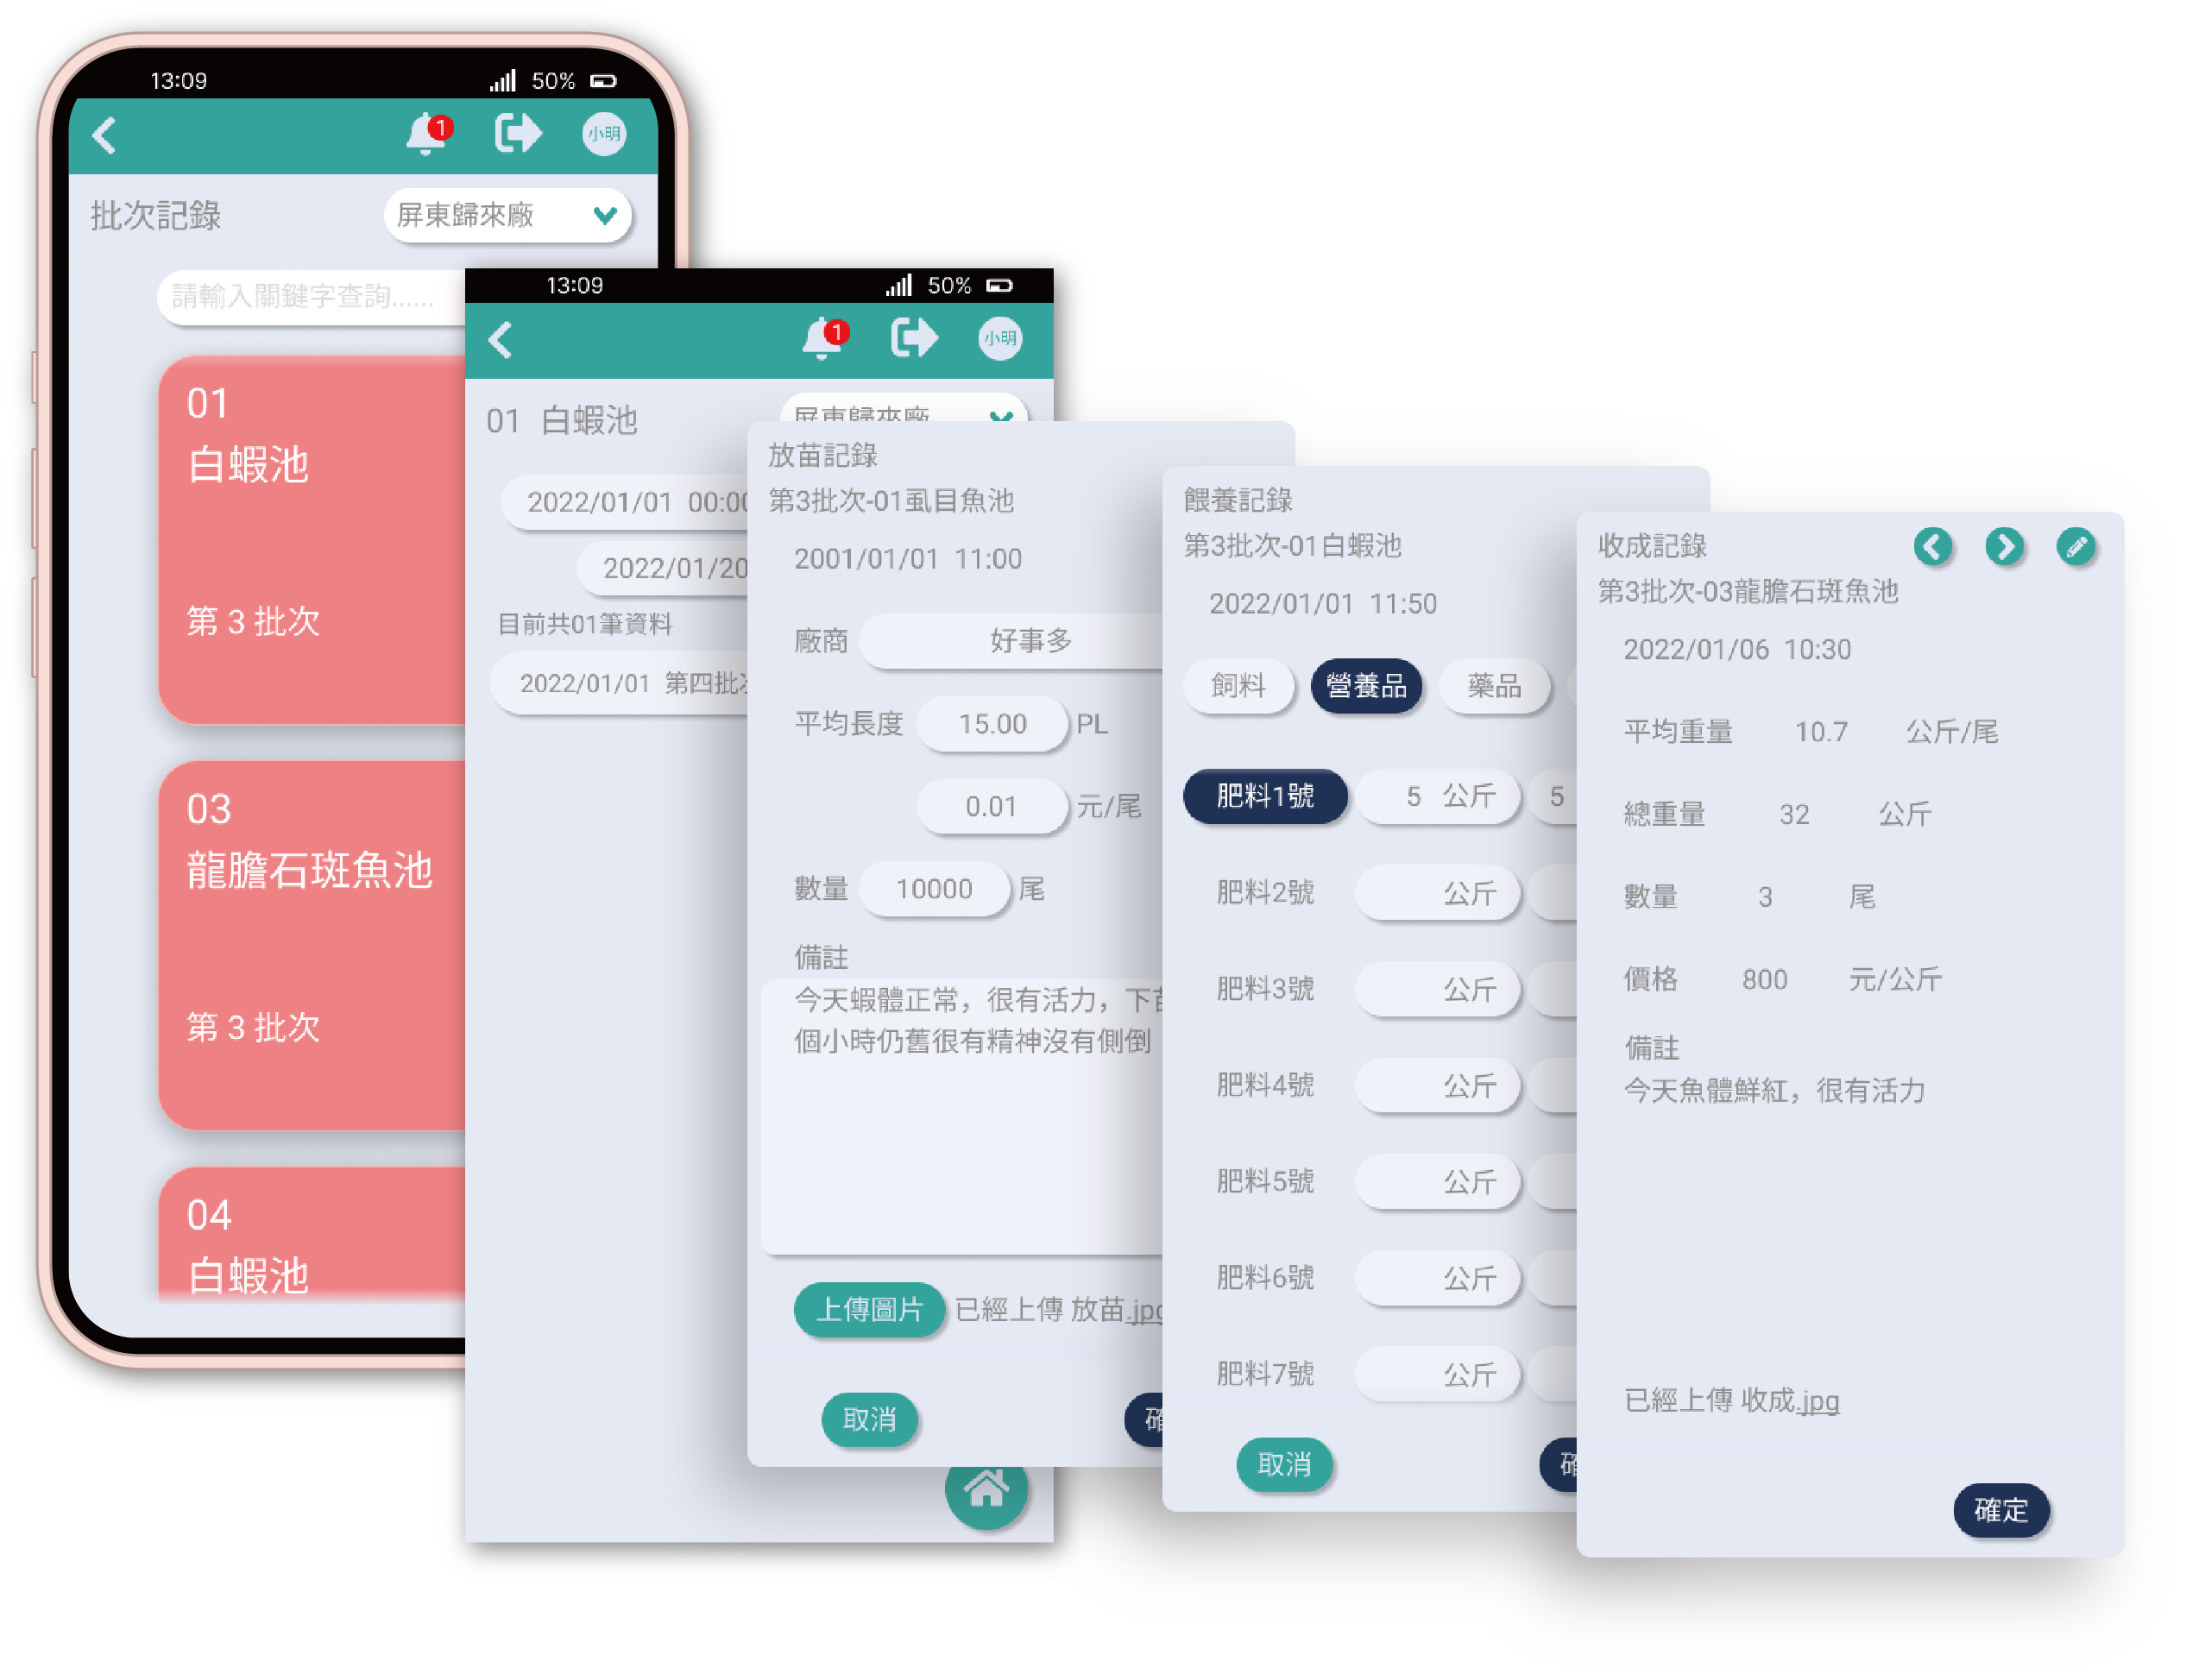 13:09
50%
1
小明
批次記錄
屏東歸來廠
請輸入關鍵字查詢......
01
白蝦池
第 3 批次
03
龍膽石斑魚池
第 3 批次
04
白蝦池
13:09
50%
1
小明
01 白蝦池
屏東歸來廠
2022/01/01 00:00
2022/01/20
目前共01筆資料
2022/01/01 第四批次
放苗記錄
第3批次-01虱目魚池
2001/01/01 11:00
廠商 好事多
平均長度 15.00 PL
0.01 元/尾
數量 10000 尾
備註
今天蝦體正常，很有活力，下苗
個小時仍舊很有精神沒有側倒
上傳圖片 已經上傳 放苗.jpg
取消
餵養記錄
第3批次-01白蝦池
2022/01/01 11:50
飼料 營養品 藥品
肥料1號 5 公斤 5
肥料2號 公斤
肥料3號 公斤
肥料4號 公斤
肥料5號 公斤
肥料6號 公斤
肥料7號 公斤
取消
收成記錄
第3批次-03龍膽石斑魚池
2022/01/06 10:30
平均重量 10.7 公斤/尾
總重量 32 公斤
數量 3 尾
價格 800 元/公斤
備註
今天魚體鮮紅，很有活力
已經上傳 收成.jpg
確定